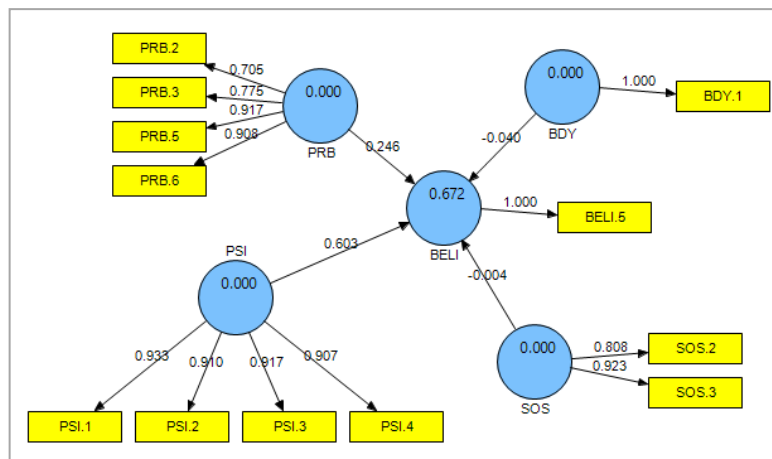 PRB.2
PRB.3
PRB.5
PRB.6
0.705
0.775
0.917
0.908
0.000
PRB
0.246
0.000
BDY
1.000
BDY.1
-0.040
0.672
BELI
1.000
BELI.5
PSI
0.000
0.603
0.933
0.910
0.917
0.907
PSI.1
PSI.2
PSI.3
PSI.4
-0.004
0.000
SOS
0.808
0.923
SOS.2
SOS.3